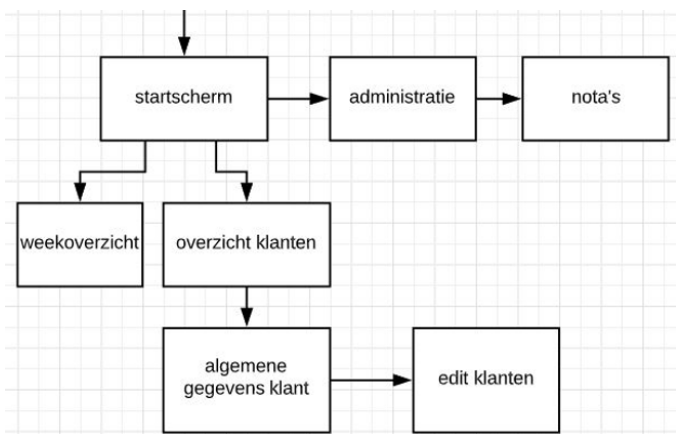 startscherm
administratie
nota's
weekoverzicht
overzicht klanten
algemene
gegevens klant
edit klanten